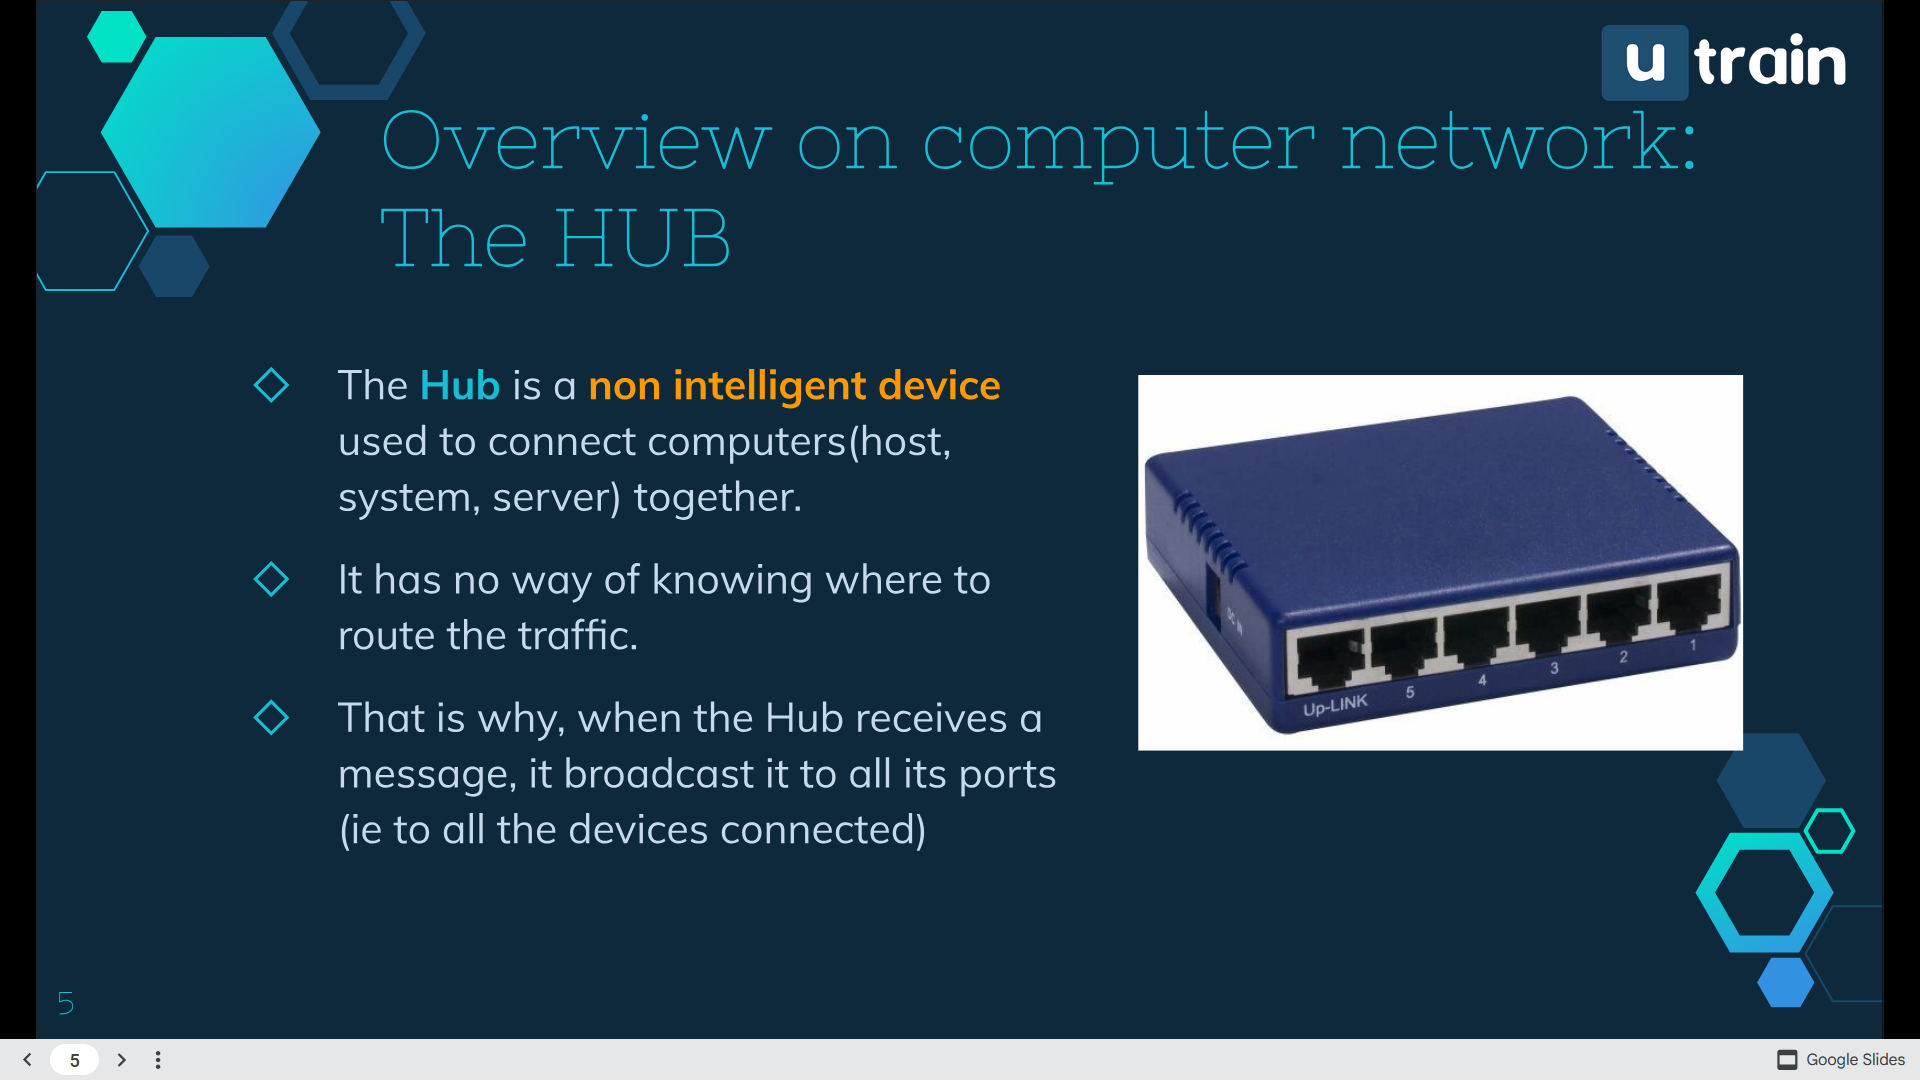 u train
Overview on computer network:
The HUB
The Hub is a non intelligent device
used to connect computers(host,
system, server) together.
It has no way of knowing where to
route the traffic.
That is why, when the Hub receives a
message, it broadcast it to all its ports
(ie to all the devices connected)
DC IN
Up-LINK 5 4 3 2 1
5
5
Google Slides